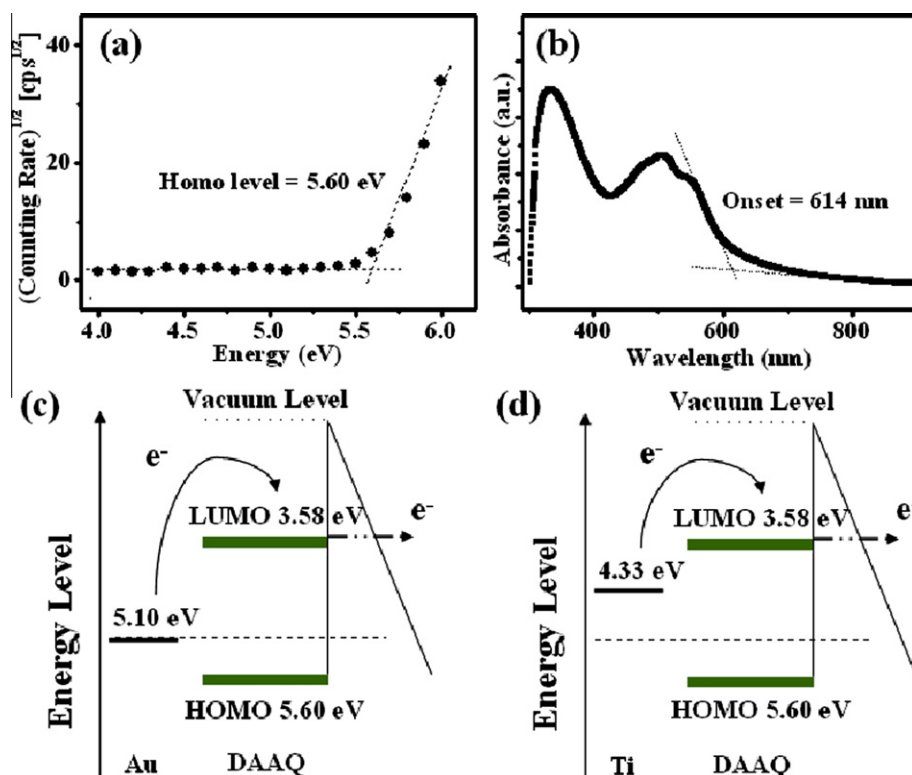 (a)
(Counting Rate)^1/2 [cps^1/2]
40
20
0
Homo level = 5.60 eV
4.0 4.5 5.0 5.5 6.0
Energy (eV)
(b)
Absorbance (a.u.)
Onset = 614 nm
400 600 800
Wavelength (nm)
(c)
Vacuum Level
e-
LUMO 3.58 eV
e-
5.10 eV
Energy Level
HOMO 5.60 eV
Au DAAQ
(d)
Vacuum Level
e-
LUMO 3.58 eV
e-
4.33 eV
Energy Level
HOMO 5.60 eV
Ti DAAQ